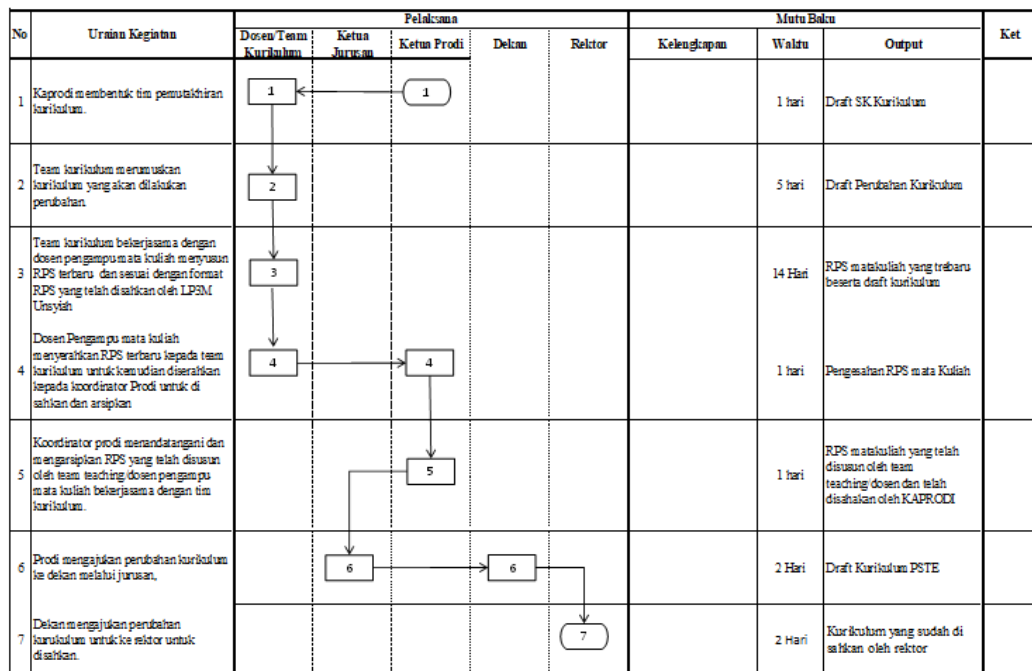 No
Uraian Kegiatan
Pelaksana
Mutu Baku
Ket
Dosen/Team
Kurikulum
Ketua
Jurusan
Ketua Prodi
Dekan
Rektor
Kelengkapan
Waktu
Output
1
Kaprodi membentuk tim pemutakhiran
kurikulum.
1
1
1 hari
Draft SK Kurikulum
2
Team kurikulum merumuskan
kurikulum yang akan dilakukan
perubahan.
2
5 hari
Draft Perubahan Kurikulum
3
Team kurikulum bekerjasama dengan
dosen pengampu mata kuliah menyusun
RPS terbaru dan sesuai dengan format
RPS yang telah disahkan oleh LP3M
Unsyiah
3
14 Hari
RPS matakuliah yang trebaru
beserta draft kurikulum
4
Dosen Pengampu mata kuliah
menyerahkan RPS terbaru kepada team
kurikulum untuk kemudian diserahkan
kepada koordinator Prodi untuk di
sahkan dan arsipkan
4
4
1 hari
Pengesahan RPS mata Kuliah
5
Koordinator prodi menandatangani dan
mengarsipkan RPS yang telah disusun
oleh team teaching/dosen pengampu
mata kuliah bekerjasama dengan tim
kurikulum.
5
1 hari
RPS matakuliah yang telah
disusun oleh team
teaching/dosen dan telah
disahakan oleh KAPRODI
6
Prodi mengajukan perubahan kurikulum
ke dekan melalui jurusan,
6
6
2 Hari
Draft Kurikulum PSTE
7
Dekan mengajukan perubahan
kurukulum untuk ke rektor untuk
disahkan.
7
2 Hari
Kurikulum yang sudah di
sahkan oleh rektor